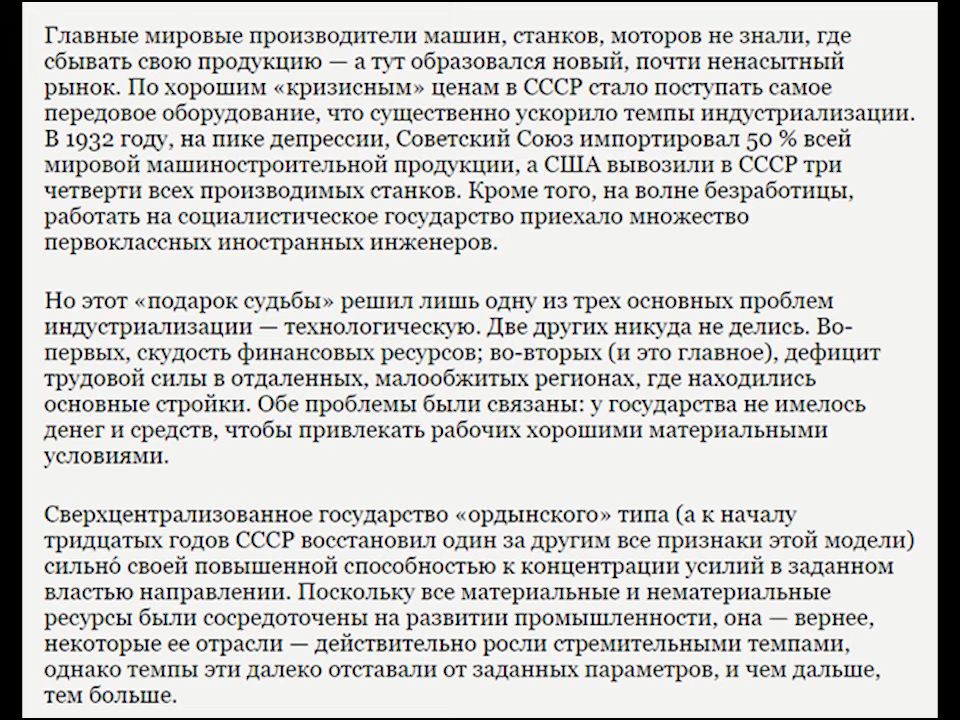 Главные мировые производители машин, станков, моторов не знали, где
сбывать свою продукцию — а тут образовался новый, почти ненасытный
рынок. По хорошим «кризисным» ценам в СССР стало поступать самое
передовое оборудование, что существенно ускорило темпы индустриализации.
В 1932 году, на пике депрессии, Советский Союз импортировал 50 % всей
мировой машиностроительной продукции, а США вывозили в СССР три
четверти всех производимых станков. Кроме того, на волне безработицы,
работать на социалистическое государство приехало множество
первоклассных иностранных инженеров.
Но этот «подарок судьбы» решил лишь одну из трех основных проблем
индустриализации — технологическую. Две других никуда не делись. Во-
первых, скудость финансовых ресурсов; во-вторых (и это главное), дефицит
трудовой силы в отдаленных, малообжитых регионах, где находились
основные стройки. Обе проблемы были связаны: у государства не имелось
денег и средств, чтобы привлекать рабочих хорошими материальными
условиями.
Сверхцентрализованное государство «ордынского» типа (а к началу
тридцатых годов СССР восстановил один за другим все признаки этой модели)
сильно́ своей повышенной способностью к концентрации усилий в заданном
властью направлении. Поскольку все материальные и нематериальные
ресурсы были сосредоточены на развитии промышленности, она — вернее,
некоторые ее отрасли — действительно росли стремительными темпами,
однако темпы эти далеко отставали от заданных параметров, и чем дальше,
тем больше.